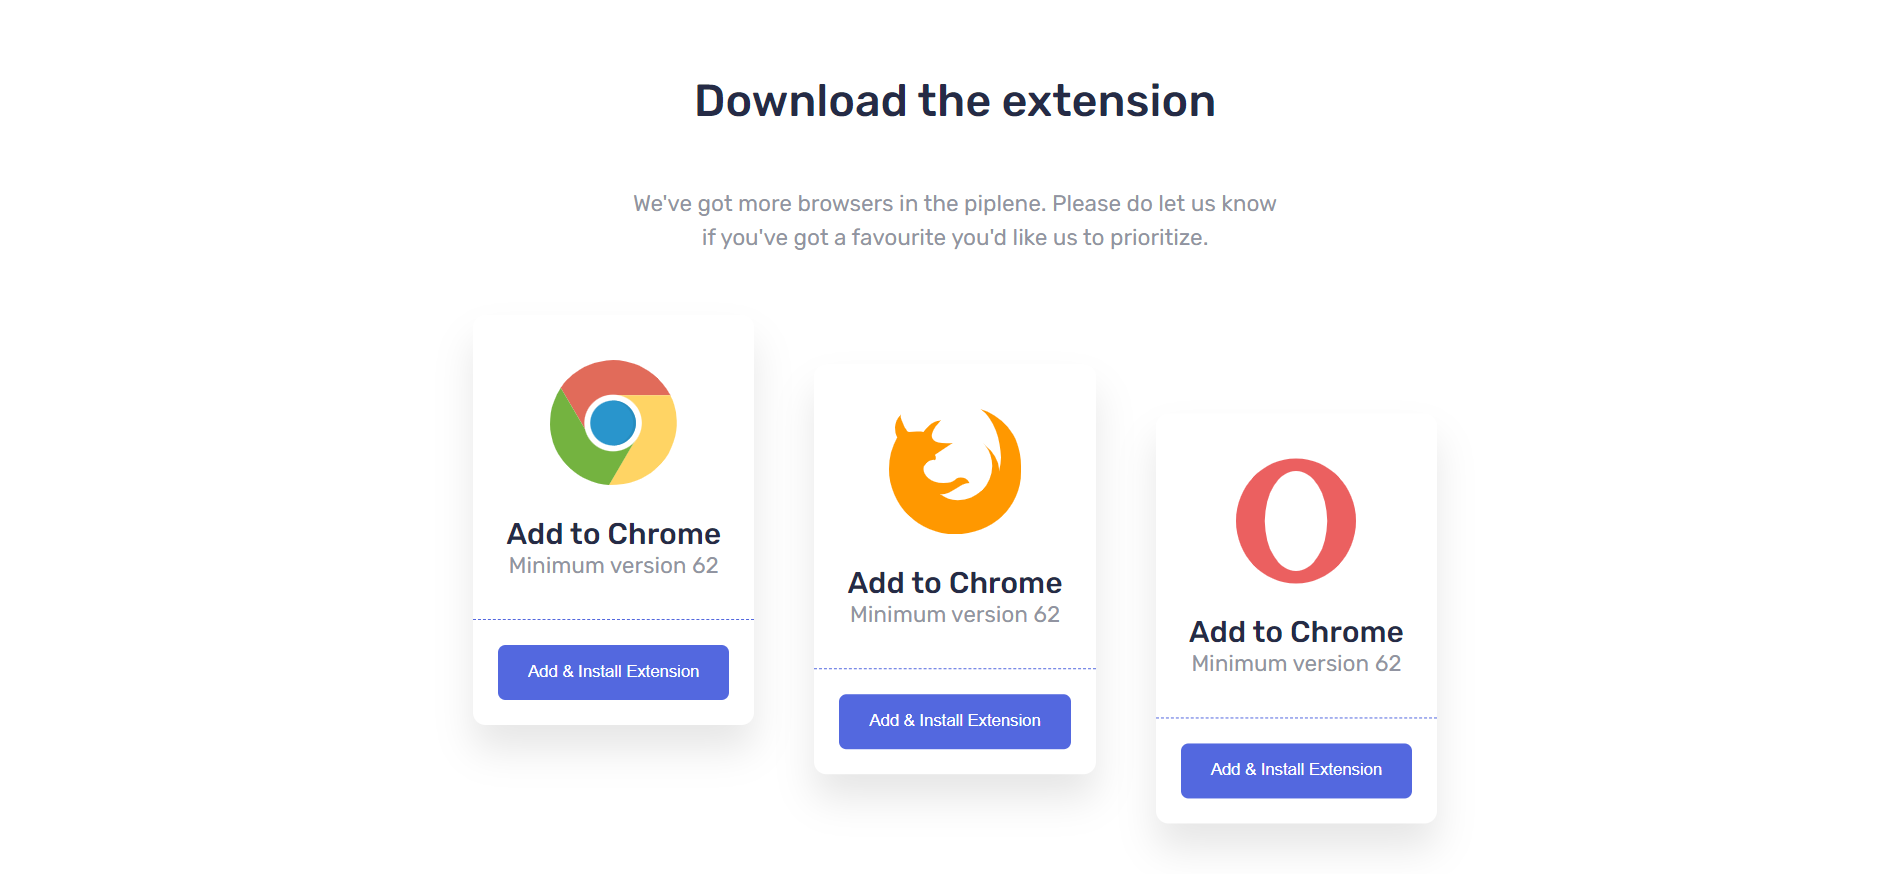 Download the extension
We've got more browsers in the piplene. Please do let us know
if you've got a favourite you'd like us to prioritize.
Add to Chrome
Minimum version 62
Add & Install Extension
Add to Chrome
Minimum version 62
Add & Install Extension
Add to Chrome
Minimum version 62
Add & Install Extension